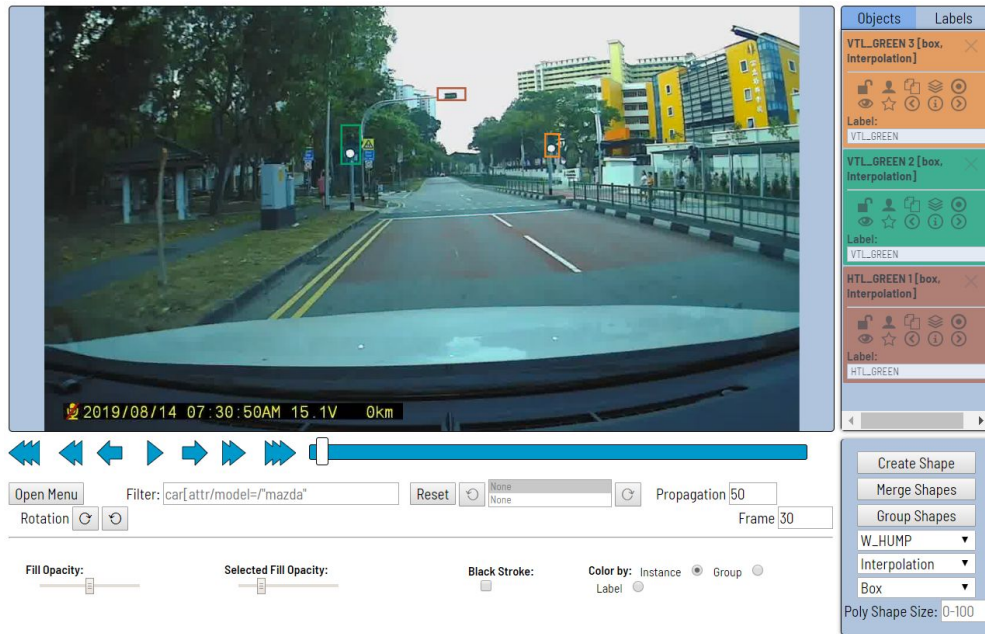 Objects Labels
VTL_GREEN 3 [box,
Interpolation]
Label:
VTL_GREEN
VTL_GREEN 2 [box,
Interpolation]
Label:
VTL_GREEN
HTL_GREEN 1 [box,
Interpolation]
Label:
HTL_GREEN
2019/08/14 07:30:50AM 15.1V 0km
Create Shape
Merge Shapes
Group Shapes
W_HUMP
Interpolation
Box
Poly Shape Size: 0-100
Open Menu Filter: car[attr/model=/"mazda" Reset None Propagation 50
None
Rotation Frame 30
Fill Opacity: Selected Fill Opacity: Black Stroke: Color by: Instance Group
Label